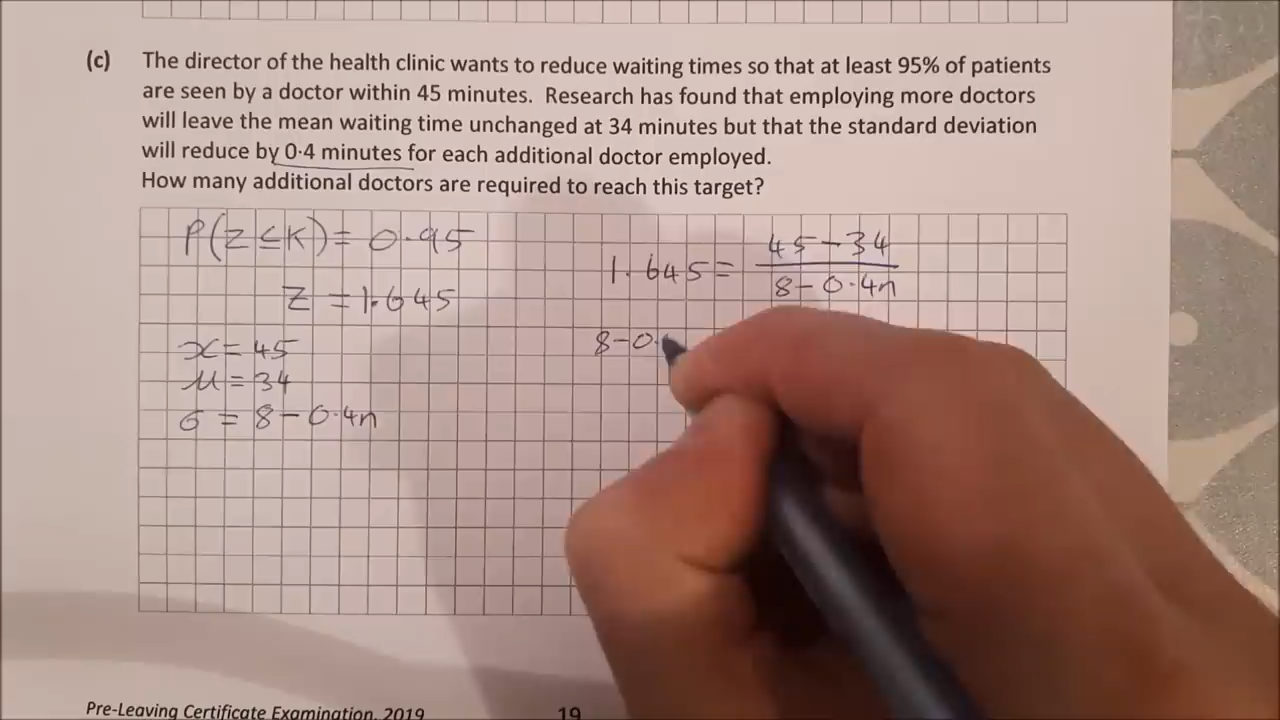 (c) The director of the health clinic wants to reduce waiting times so that at least 95% of patients
are seen by a doctor within 45 minutes. Research has found that employing more doctors
will leave the mean waiting time unchanged at 34 minutes but that the standard deviation
will reduce by 0·4 minutes for each additional doctor employed.
How many additional doctors are required to reach this target?
P(Z ≤ K) = 0.95
Z = 1.645
x = 45
μ = 34
σ = 8 - 0.4n
1.645 = (45 - 34) / (8 - 0.4n)
8 - 0.
Pre-Leaving Certificate Examination, 2019
19